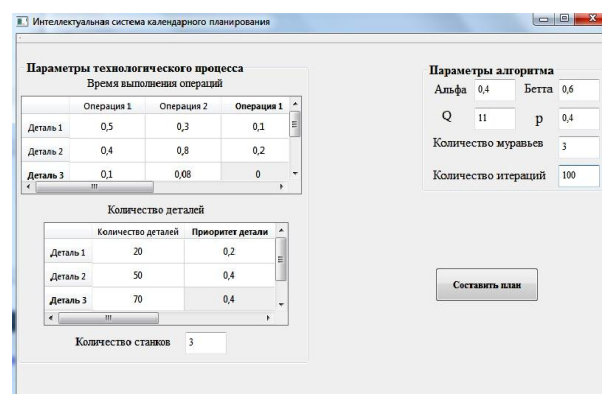 Интеллектуальная система календарного планирования
Параметры технологического процесса
Время выполнения операций
Операция 1 Операция 2 Операция 1
Деталь 1 0,5 0,3 0,1
Деталь 2 0,4 0,8 0,2
Деталь 3 0,1 0,08 0
Количество деталей
Количество деталей Приоритет детали
Деталь 1 20 0,2
Деталь 2 50 0,4
Деталь 3 70 0,4
Количество станков 3
Параметры алгоритма
Альфа 0,4 Бетта 0,6
Q 11 p 0,4
Количество муравьев 3
Количество итераций 100
Составить план